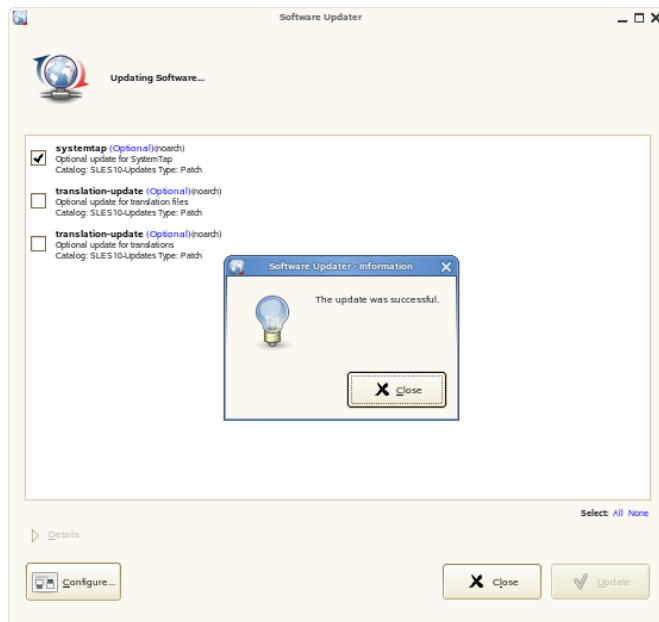 Software Updater
Updating Software...
systemtap (Optional)(noarch)
Optional update for SystemTap
Catalog: SLES10-Updates Type: Patch
translation-update (Optional)(noarch)
Optional update for translation files
Catalog: SLES10-Updates Type: Patch
translation-update (Optional)(noarch)
Optional update for translations
Catalog: SLES10-Updates Type: Patch
Software Updater - Information
The update was successful.
Close
Select: All None
Details
Configure...
Close
Update